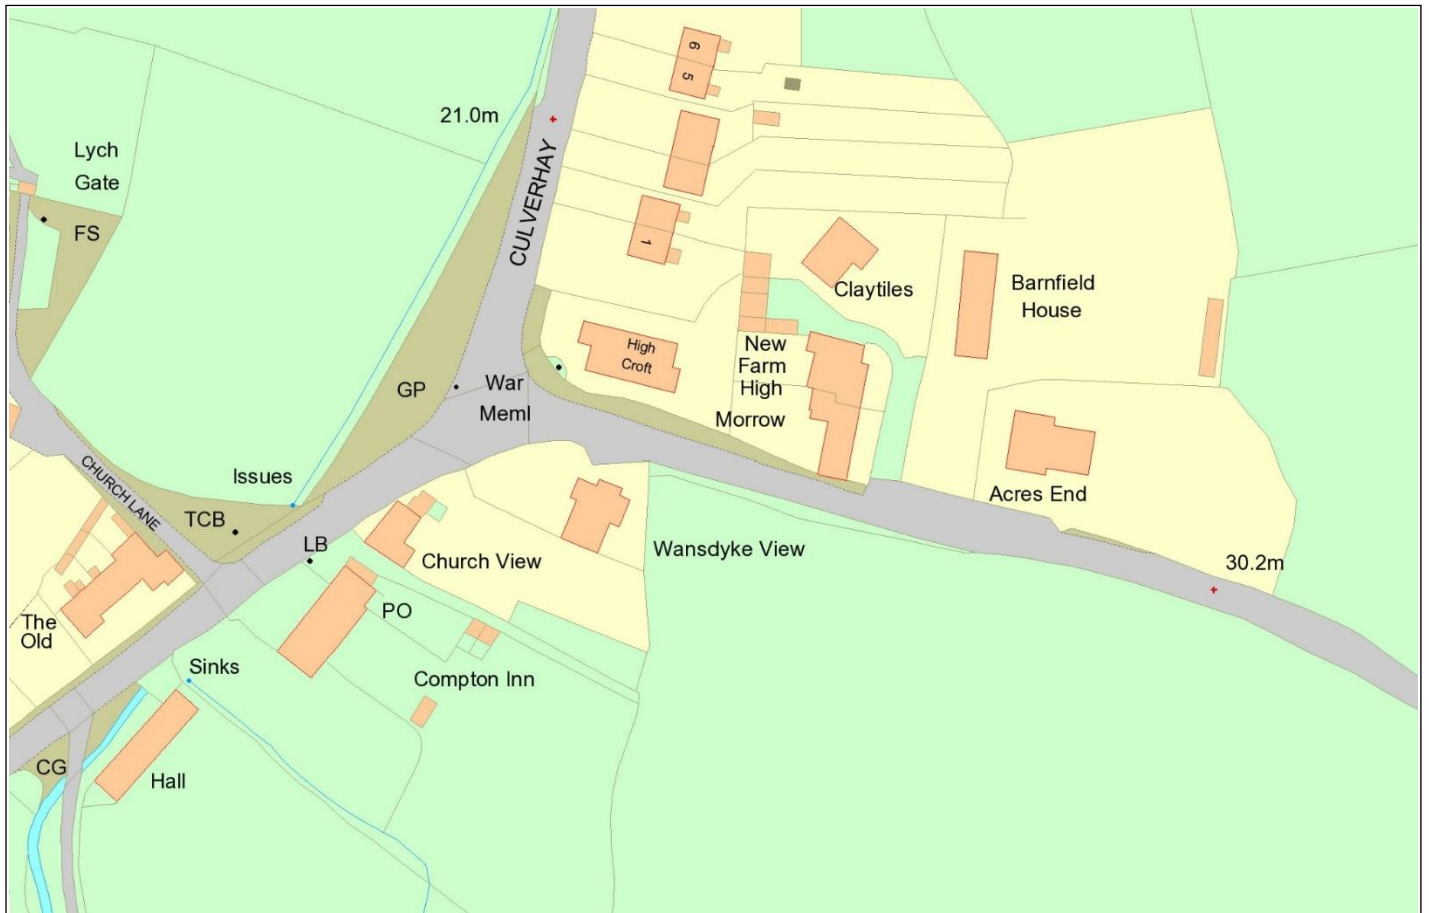 6
5
21.0m
CULVERHAY
Lych
Gate
FS
1
Claytiles
Barnfield
House
High
Croft
New
Farm
High
Morrow
GP
War
Meml
Issues
CHURCH LANE
TCB
LB
Church View
Wansdyke View
Acres End
30.2m
The
Old
PO
Sinks
Compton Inn
CG
Hall